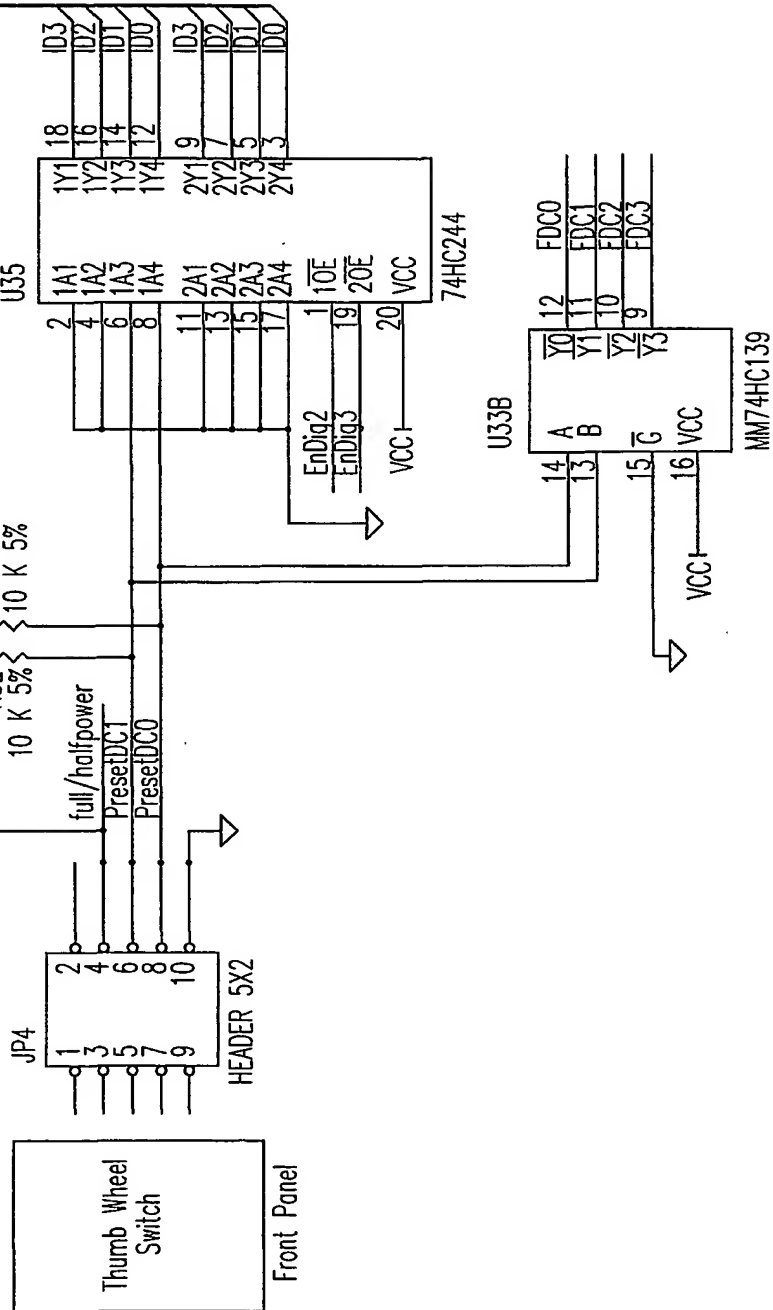 Thumb Wheel
Switch
Front Panel
JP4
1
3
5
7
9
2
4
6
8
10
HEADER 5X2
full/halfpower
PresetDC1
PresetDC0
10 K 5%
10 K 5%
U35
2
4
6
8
11
13
15
17
1
19
20
1A1
1A2
1A3
1A4
2A1
2A2
2A3
2A4
1OE
2OE
VCC
1Y1
1Y2
1Y3
1Y4
2Y1
2Y2
2Y3
2Y4
18
16
14
12
9
7
5
3
ID3
ID2
ID1
ID0
ID3
ID2
ID1
ID0
EnDig2
EnDig3
VCC
74HC244
U33B
14
13
15
16
A
B
G
VCC
Y0
Y1
Y2
Y3
12
11
10
9
FDC0
FDC1
FDC2
FDC3
VCC
MM74HC139